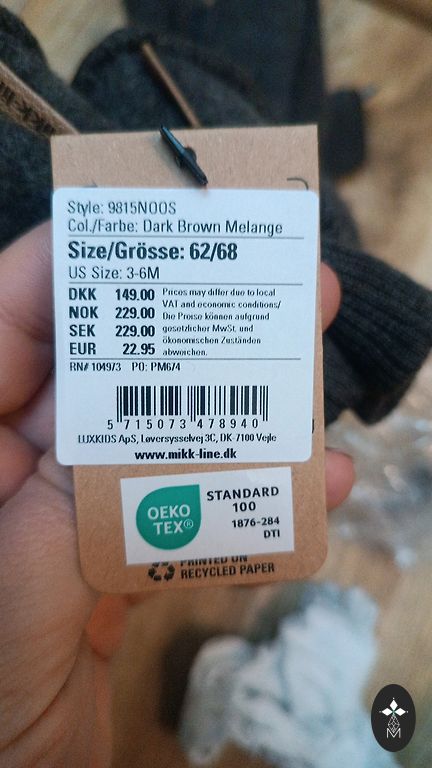 Style: 9815NOOS
Col./Farbe: Dark Brown Melange
Size/Grösse: 62/68
US Size: 3-6M
DKK 149.00
NOK 229.00
SEK 229.00
EUR 22.95
Prices may differ due to local
VAT and economic conditions/
Die Preise können aufgrund
gesetzlicher MwSt. und
ökonomischen Zuständen
abweichen.
RN# 104973 PO: PM674
5 715073 478940
LUXKIDS ApS, Løversysselvej 3C, DK-7100 Vejle
www.mikk-line.dk
OEKO
TEX®
STANDARD
100
1876-284
DTI
PRINTED ON
RECYCLED PAPER